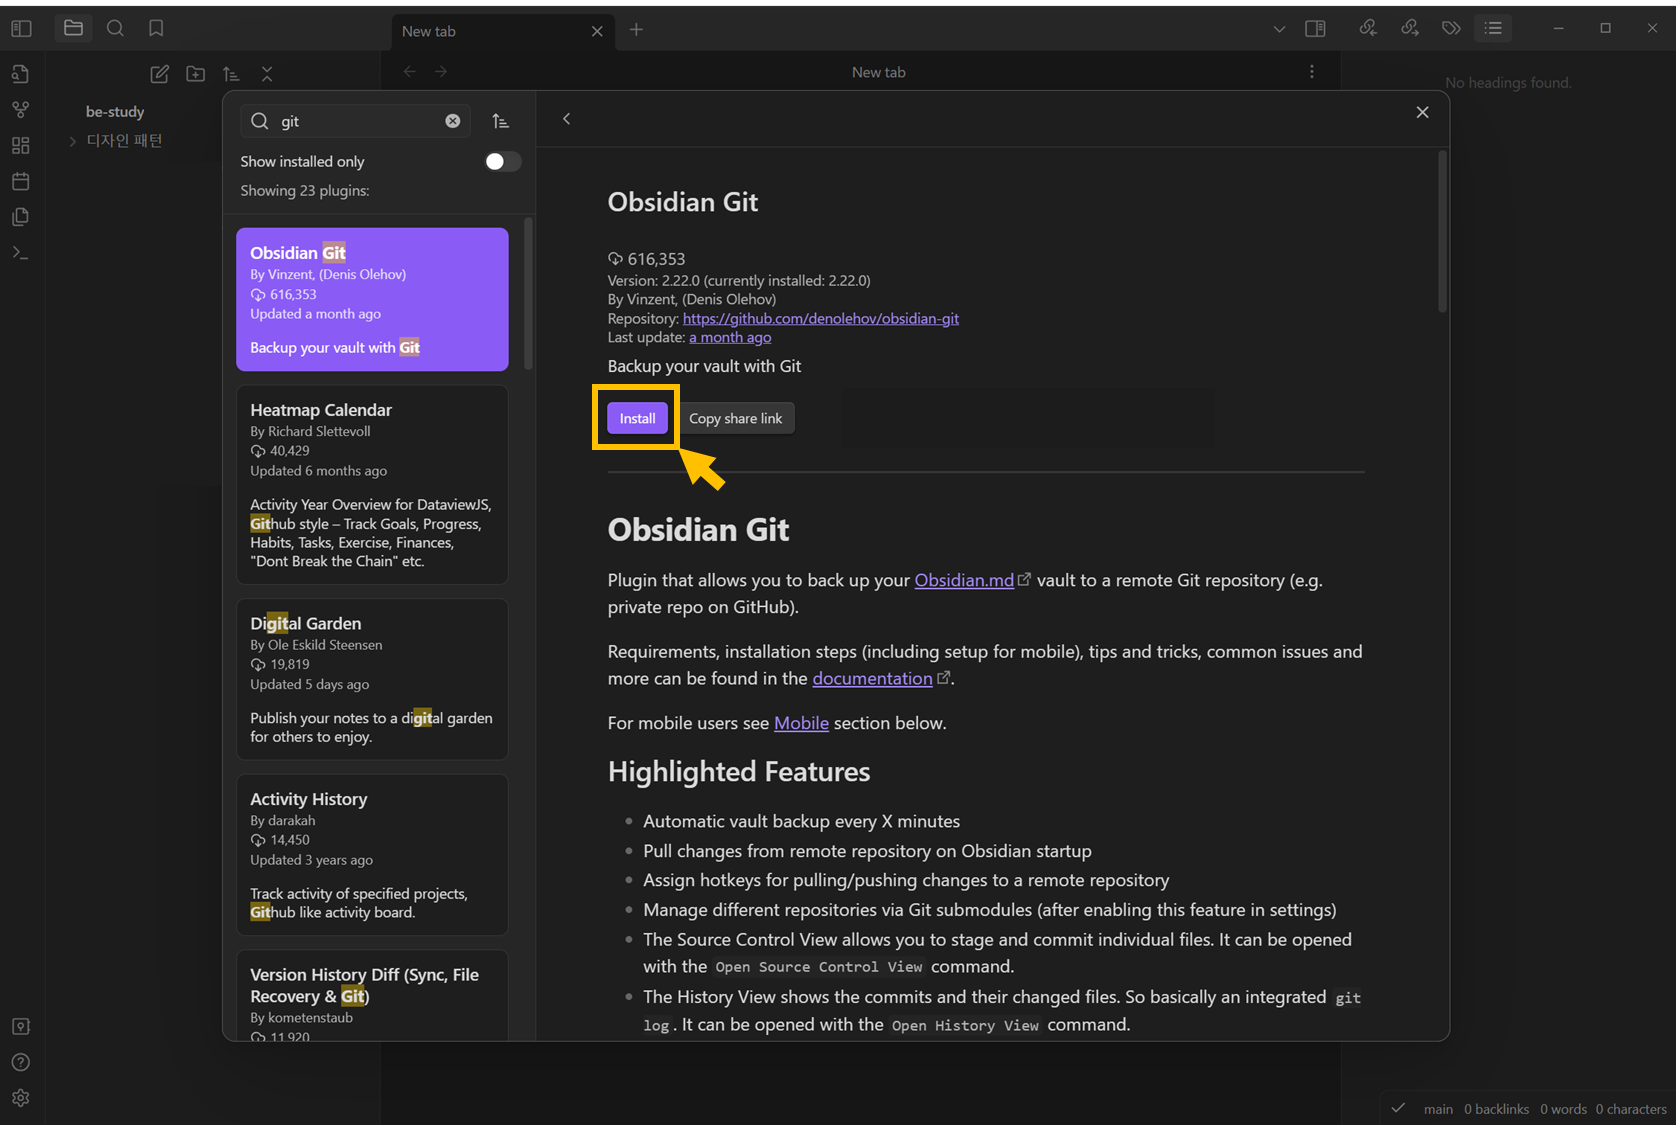 New tab
New tab
No headings found.
be-study
디자인 패턴
git
Show installed only
Showing 23 plugins:
Obsidian Git
By Vinzent, (Denis Olehov)
616,353
Updated a month ago
Backup your vault with Git
Heatmap Calendar
By Richard Slettevoll
40,429
Updated 6 months ago
Activity Year Overview for DataviewJS,
Github style – Track Goals, Progress,
Habits, Tasks, Exercise, Finances,
"Dont Break the Chain" etc.
Digital Garden
By Ole Eskild Steensen
19,819
Updated 5 days ago
Publish your notes to a digital garden
for others to enjoy.
Activity History
By darakah
14,450
Updated 3 years ago
Track activity of specified projects,
Github like activity board.
Version History Diff (Sync, File
Recovery & Git)
By kometenstaub
11,920
Obsidian Git
616,353
Version: 2.22.0 (currently installed: 2.22.0)
By Vinzent, (Denis Olehov)
Repository: https://github.com/denolehov/obsidian-git
Last update: a month ago
Backup your vault with Git
Install
Copy share link
Obsidian Git
Plugin that allows you to back up your Obsidian.md vault to a remote Git repository (e.g.
private repo on GitHub).
Requirements, installation steps (including setup for mobile), tips and tricks, common issues and
more can be found in the documentation.
For mobile users see Mobile section below.
Highlighted Features
Automatic vault backup every X minutes
Pull changes from remote repository on Obsidian startup
Assign hotkeys for pulling/pushing changes to a remote repository
Manage different repositories via Git submodules (after enabling this feature in settings)
The Source Control View allows you to stage and commit individual files. It can be opened
with the Open Source Control View command.
The History View shows the commits and their changed files. So basically an integrated git
log. It can be opened with the Open History View command.
main 0 backlinks 0 words 0 characters